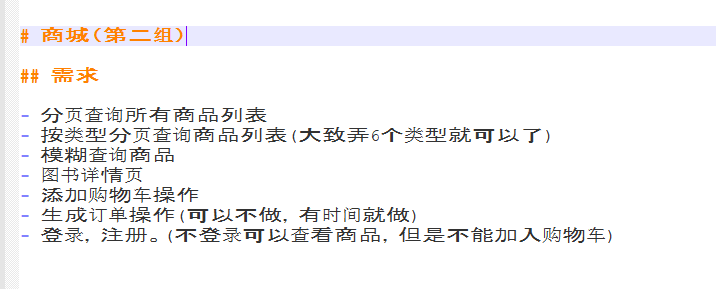 # 商城(第二组)
## 需求
- 分页查询所有商品列表
- 按类型分页查询商品列表(大致弄6个类型就可以了)
- 模糊查询商品
- 图书详情页
- 添加购物车操作
- 生成订单操作(可以不做, 有时间就做)
- 登录, 注册。(不登录可以查看商品, 但是不能加入购物车)